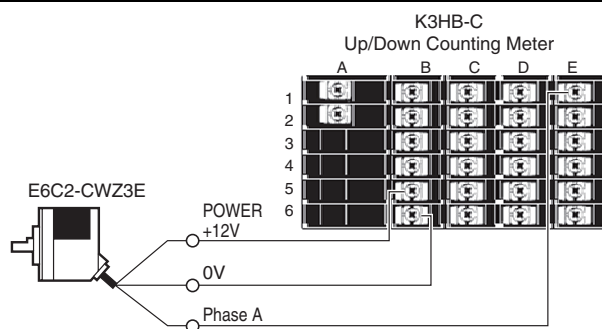 K3HB-C
Up/Down Counting Meter
A B C D E
1
2
3
4
5
6
E6C2-CWZ3E
POWER
+12V
0V
Phase A